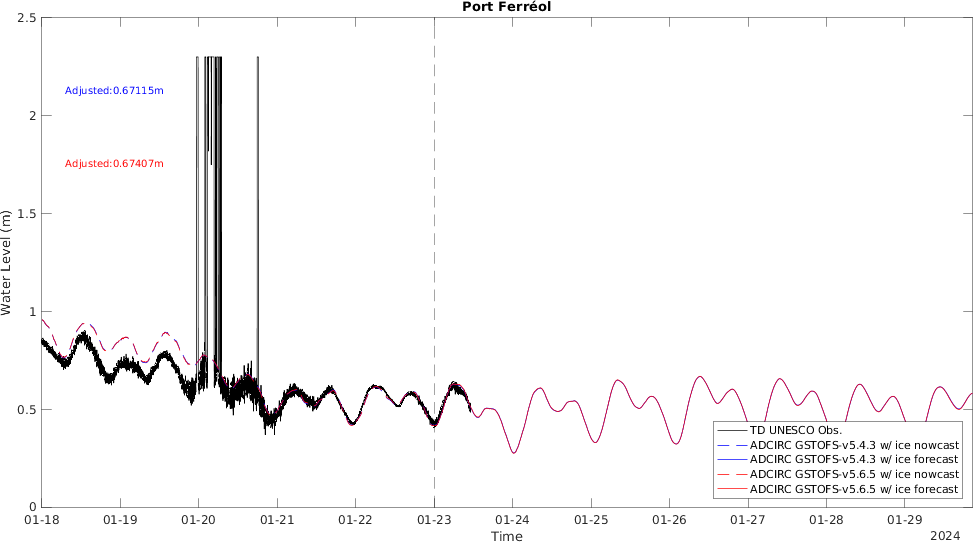 Port Ferréol
2.5
Adjusted:0.67115m
2
Adjusted:0.67407m
1.5
Water Level (m)
1
0.5
TD UNESCO Obs.
ADCIRC GSTOFS-v5.4.3 w/ ice nowcast
ADCIRC GSTOFS-v5.4.3 w/ ice forecast
ADCIRC GSTOFS-v5.6.5 w/ ice nowcast
ADCIRC GSTOFS-v5.6.5 w/ ice forecast
0
01-18 01-19 01-20 01-21 01-22 01-23 01-24 01-25 01-26 01-27 01-28 01-29
Time
2024